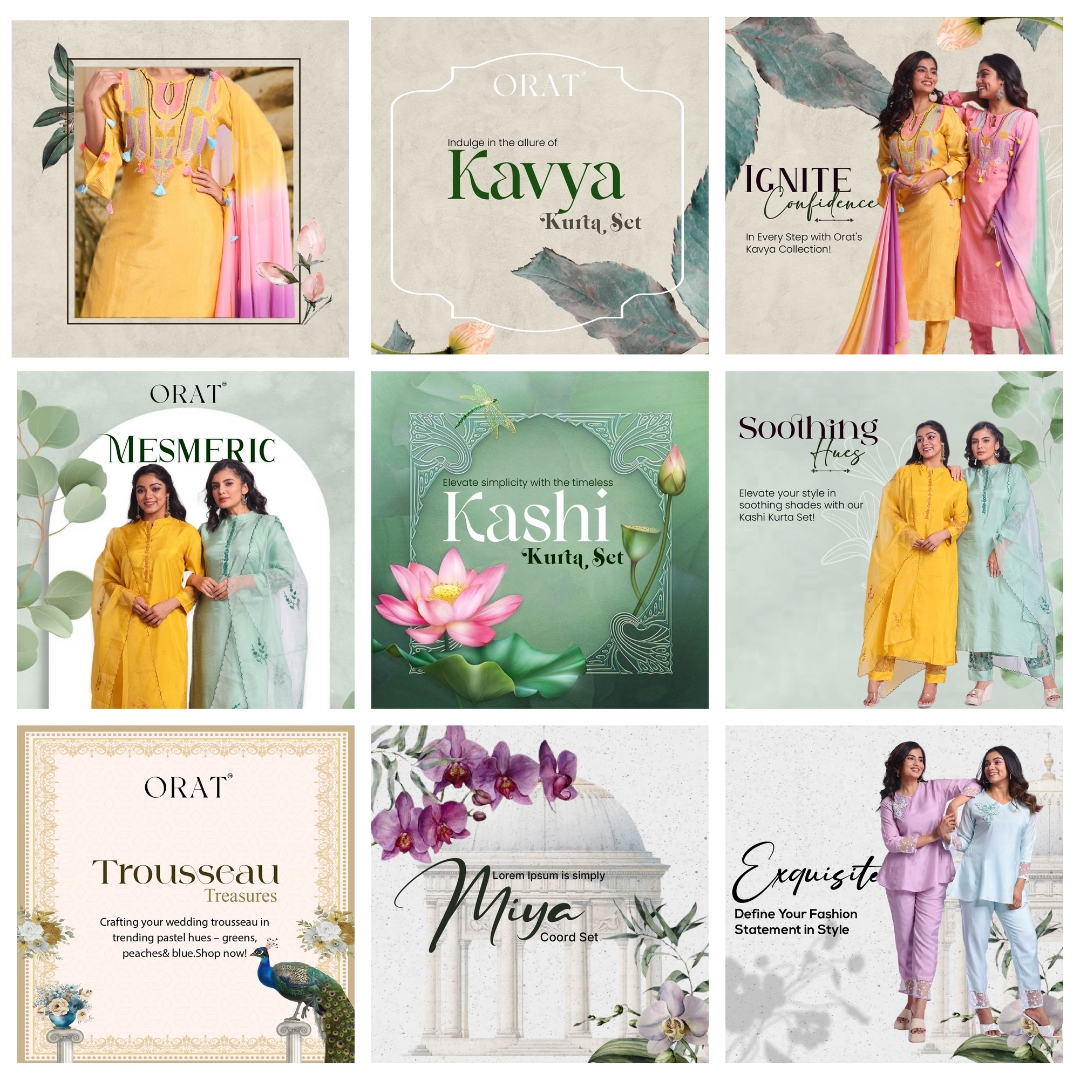 ORAT®
Indulge in the allure of
Kavya
Kurta Set
IGNITE
Confidence
In Every Step with Orat's
Kavya Collection!
ORAT®
MESMERIC
Elevate simplicity with the timeless
Kashi
Kurta Set
Soothing
Hues
Elevate your style in
soothing shades with our
Kashi Kurta Set!
ORAT®
Trousseau
Treasures
Crafting your wedding trousseau in
trending pastel hues – greens,
peaches& blue.Shop now!
Lorem Ipsum is simply
Miya
Coord Set
Exquisite
Define Your Fashion
Statement in Style